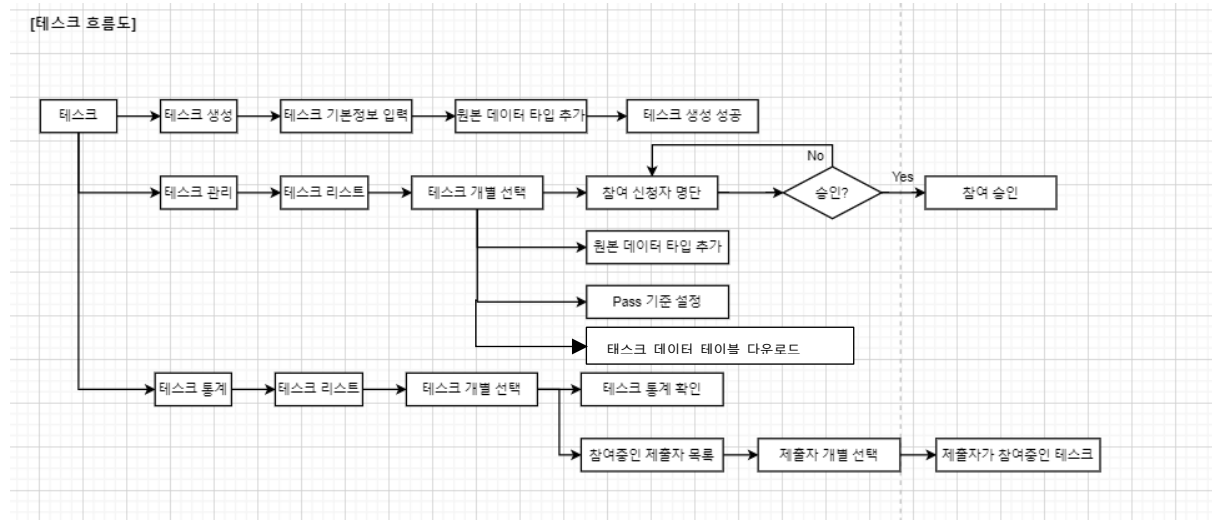 [테스크 흐름도]
테스크
테스크 생성
테스크 기본정보 입력
원본 데이터 타입 추가
테스크 생성 성공
No
테스크 관리
테스크 리스트
테스크 개별 선택
참여 신청자 명단
승인?
Yes
참여 승인
원본 데이터 타입 추가
Pass 기준 설정
태스크 데이터 테이블 다운로드
테스크 통계
테스크 리스트
테스크 개별 선택
테스크 통계 확인
참여중인 제출자 목록
제출자 개별 선택
제출자가 참여중인 테스크